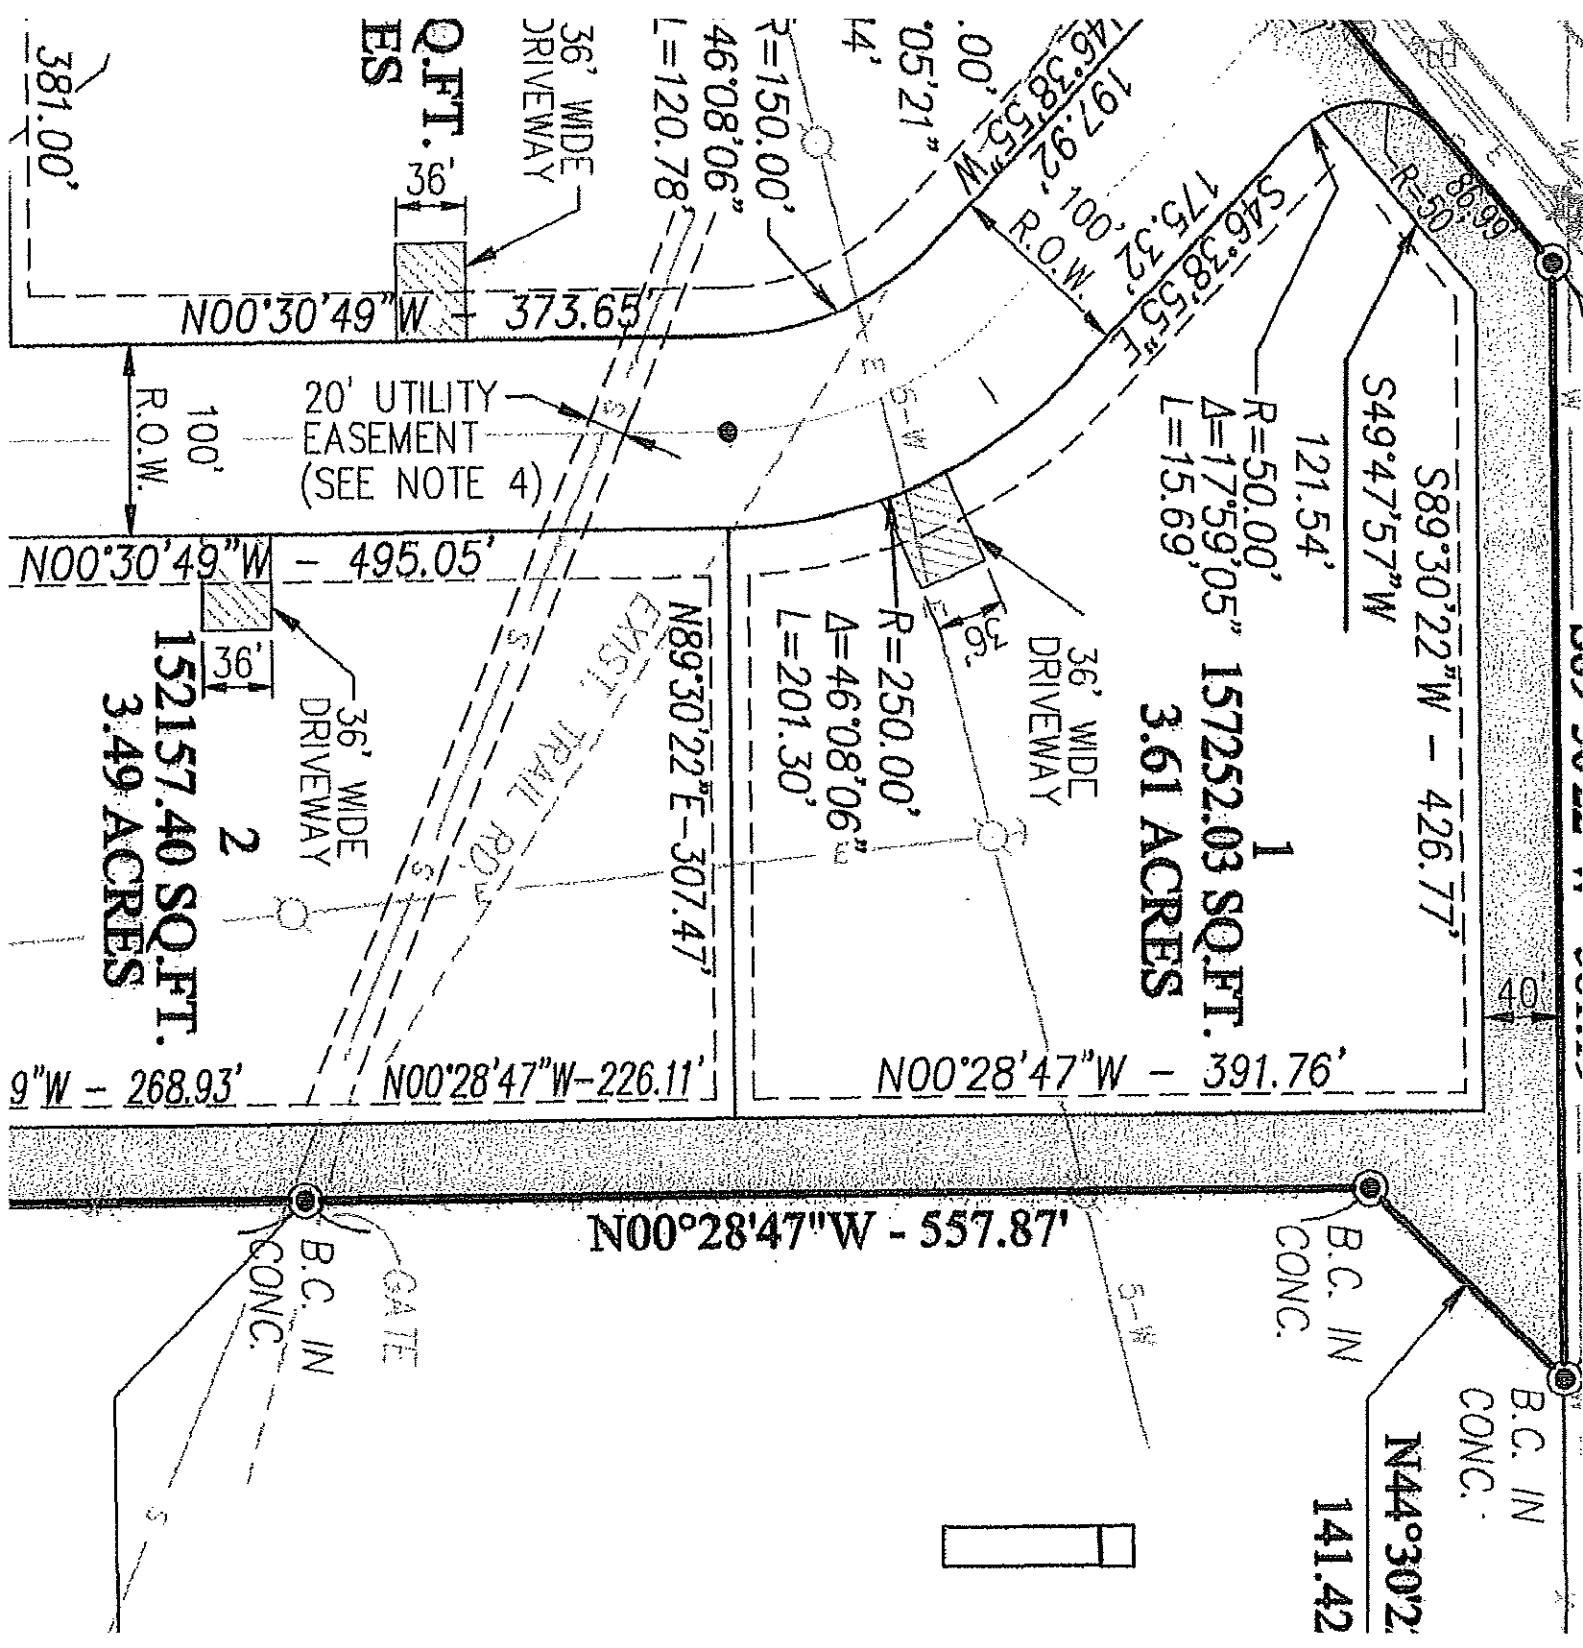 381.00'
Q.FT.
ES
36' WIDE
DRIVEWAY
36'
R=150.00'
46°08'06"
L=120.78'
.00'
°05'21"
46°38'55"W
197.92'
100'
R.O.W.
175.32'
S46°38'55"E
R=50'
86.99'
W
W
N00°30'49"W - 373.65'
100'
R.O.W.
20' UTILITY
EASEMENT
(SEE NOTE 4)
S
E
5-W
N00°30'49"W - 495.05'
36' WIDE
DRIVEWAY
36'
2
152157.40 SQ.FT.
3.49 ACRES
S
S
EXIST. TRAIL RD.
N89°30'22"E-307.47'
R=250.00'
Δ=46°08'06"
L=201.30'
36'
36' WIDE
DRIVEWAY
E
E
E
R=50.00'
Δ=17°59'05"
L=15.69'
121.54'
S49°47'57"W
S89°30'22"W - 426.77'
1
157252.03 SQ.FT.
3.61 ACRES
40'
9"W - 268.93'
N00°28'47"W-226.11'
N00°28'47"W - 391.76'
N00°28'47"W - 557.87'
B.C. IN
CONC.
GATE
5-W
B.C. IN
CONC.
B.C. IN
CONC.
N44°30'2
141.42
S